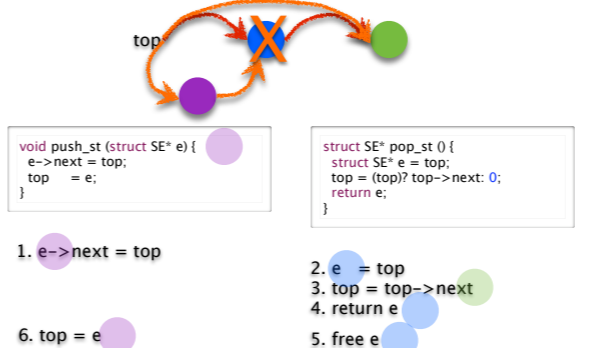 top
X
void push_st (struct SE* e) {
e->next = top;
top = e;
}
struct SE* pop_st () {
struct SE* e = top;
top = (top)? top->next: 0;
return e;
}
1. e->next = top
2. e = top
3. top = top->next
4. return e
5. free e
6. top = e